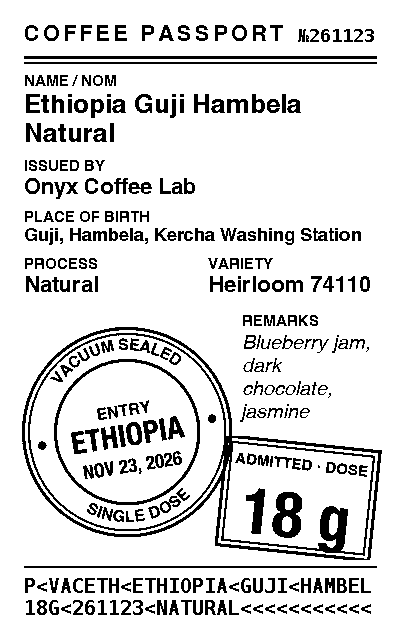 COFFEE PASSPORT №261123
NAME / NOM
Ethiopia Guji Hambela
Natural
ISSUED BY
Onyx Coffee Lab
PLACE OF BIRTH
Guji, Hambela, Kercha Washing Station
PROCESS VARIETY
Natural Heirloom 74110
REMARKS
Blueberry jam,
dark
chocolate,
jasmine
VACUUM SEALED
ENTRY
ETHIOPIA
NOV 23, 2026
SINGLE DOSE
ADMITTED · DOSE
18 g
P<VACETH<ETHIOPIA<GUJI<HAMBEL
18G<261123<NATURAL<<<<<<<<<<<